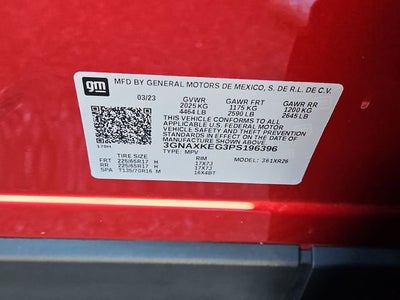 gm
MFD BY GENERAL MOTORS DE MEXICO, S. DE R.L. DE C.V.
03/23 GVWR GAWR FRT GAWR RR
2025 KG 1175 KG 1200 KG
4464 LB 2590 LB 2645 LB
THIS VEHICLE CONFORMS TO ALL
APPLICABLE U.S. FEDERAL MOTOR
VEHICLE SAFETY AND THEFT PREVENTION
STANDARDS IN EFFECT ON THE DATE OF
MANUFACTURE SHOWN ABOVE.
3GNAXKEG3PS196396
TYPE: MPV MODEL: 361XR26
TIRE SIZE RIM
FRT 225/65R17 H 17X7J
RR 225/65R17 H 17X7J
SPA T135/70R16 M 16X4BT